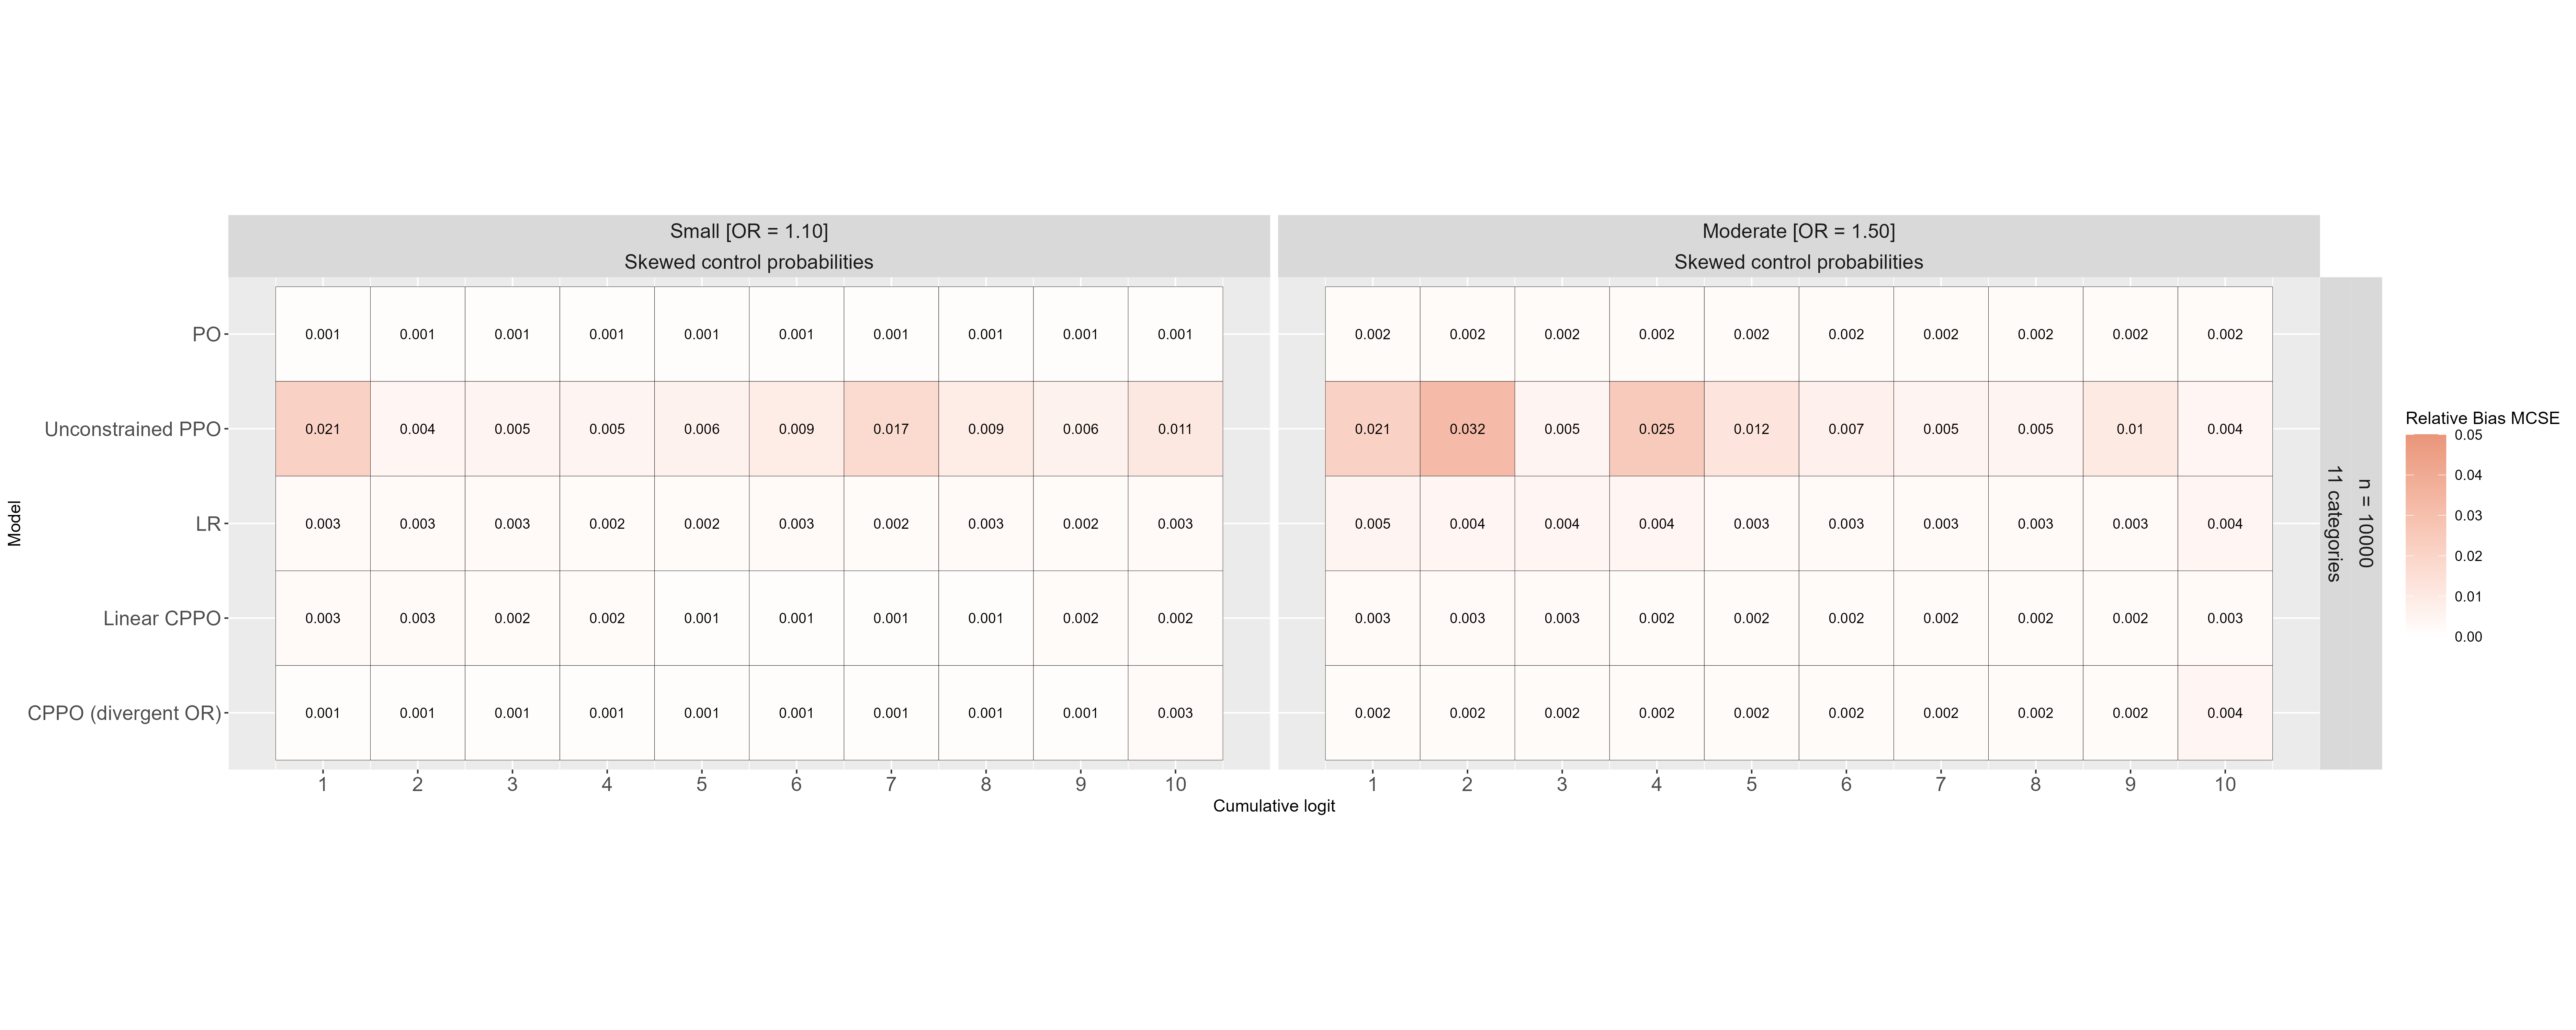 Small [OR = 1.10]
Skewed control probabilities
Moderate [OR = 1.50]
Skewed control probabilities
PO
0.001 0.001 0.001 0.001 0.001 0.001 0.001 0.001 0.001 0.001
0.002 0.002 0.002 0.002 0.002 0.002 0.002 0.002 0.002 0.002
Unconstrained PPO
0.021 0.004 0.005 0.005 0.006 0.009 0.017 0.009 0.006 0.011
0.021 0.032 0.005 0.025 0.012 0.007 0.005 0.005 0.01 0.004
LR
0.003 0.003 0.003 0.002 0.002 0.003 0.002 0.003 0.002 0.003
0.005 0.004 0.004 0.004 0.003 0.003 0.003 0.003 0.003 0.004
Linear CPPO
0.003 0.003 0.002 0.002 0.001 0.001 0.001 0.001 0.002 0.002
0.003 0.003 0.003 0.002 0.002 0.002 0.002 0.002 0.002 0.003
CPPO (divergent OR)
0.001 0.001 0.001 0.001 0.001 0.001 0.001 0.001 0.001 0.003
0.002 0.002 0.002 0.002 0.002 0.002 0.002 0.002 0.002 0.004
1 2 3 4 5 6 7 8 9 10
1 2 3 4 5 6 7 8 9 10
Cumulative logit
Model
n = 10000
11 categories
Relative Bias MCSE
0.05
0.04
0.03
0.02
0.01
0.00